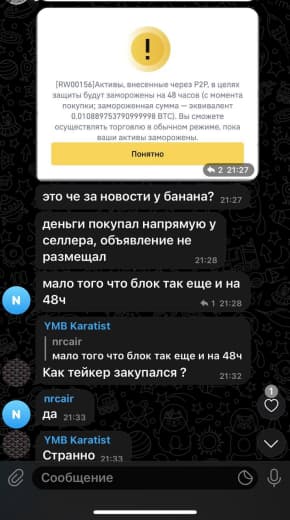 [RW00156]Активы, внесенные через P2P, в целях
защиты будут заморожены на 48 часов (с момента
покупки; замороженная сумма — эквивалент
0.010889753790999998 BTC). Вы сможете
осуществлять торговлю в обычном режиме, пока
ваши активы заморожены.
Понятно
2 21:27
это че за новости у банана? 21:27
деньги покупал напрямую у
селлера, объявление не
размещал 21:28
мало того что блок так еще и на
48ч 1 21:28
N
YMB Karatist
nrcair
мало того что блок так еще и на 48ч
Как тейкер закупался ? 21:32
nrcair
да 21:33
N
1
YMB Karatist
Странно 21:33
Сообщение